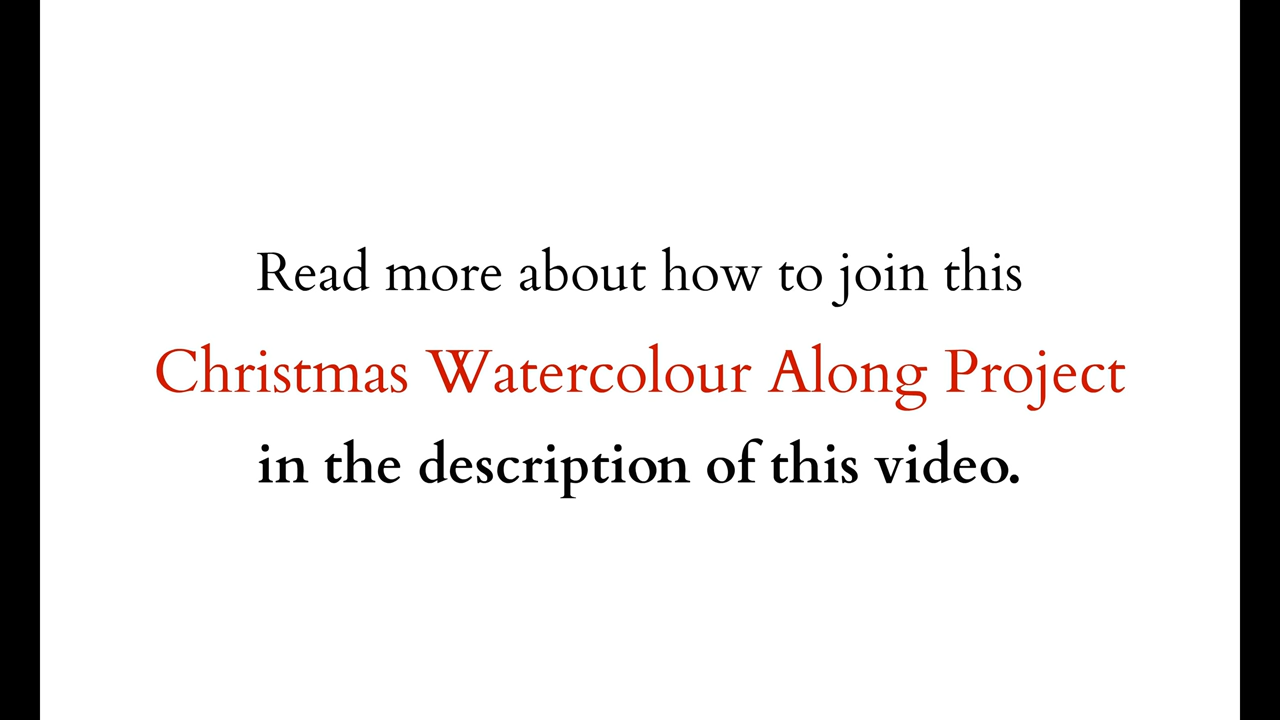 Read more about how to join this
Christmas Watercolour Along Project
in the description of this video.